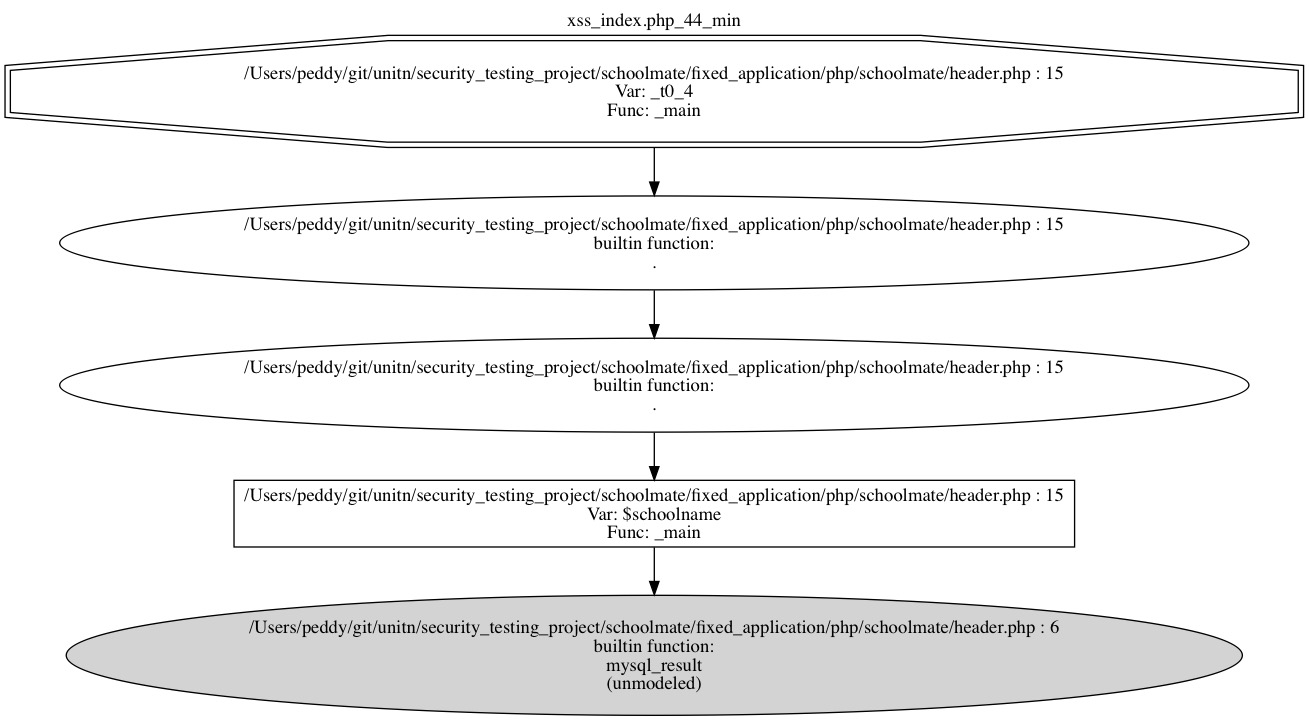 xss_index.php_44_min
/Users/peddy/git/unitn/security_testing_project/schoolmate/fixed_application/php/schoolmate/header.php : 15
Var: _t0_4
Func: _main
/Users/peddy/git/unitn/security_testing_project/schoolmate/fixed_application/php/schoolmate/header.php : 15
builtin function:
.
/Users/peddy/git/unitn/security_testing_project/schoolmate/fixed_application/php/schoolmate/header.php : 15
builtin function:
.
/Users/peddy/git/unitn/security_testing_project/schoolmate/fixed_application/php/schoolmate/header.php : 15
Var: $schoolname
Func: _main
/Users/peddy/git/unitn/security_testing_project/schoolmate/fixed_application/php/schoolmate/header.php : 6
builtin function:
mysql_result
(unmodeled)